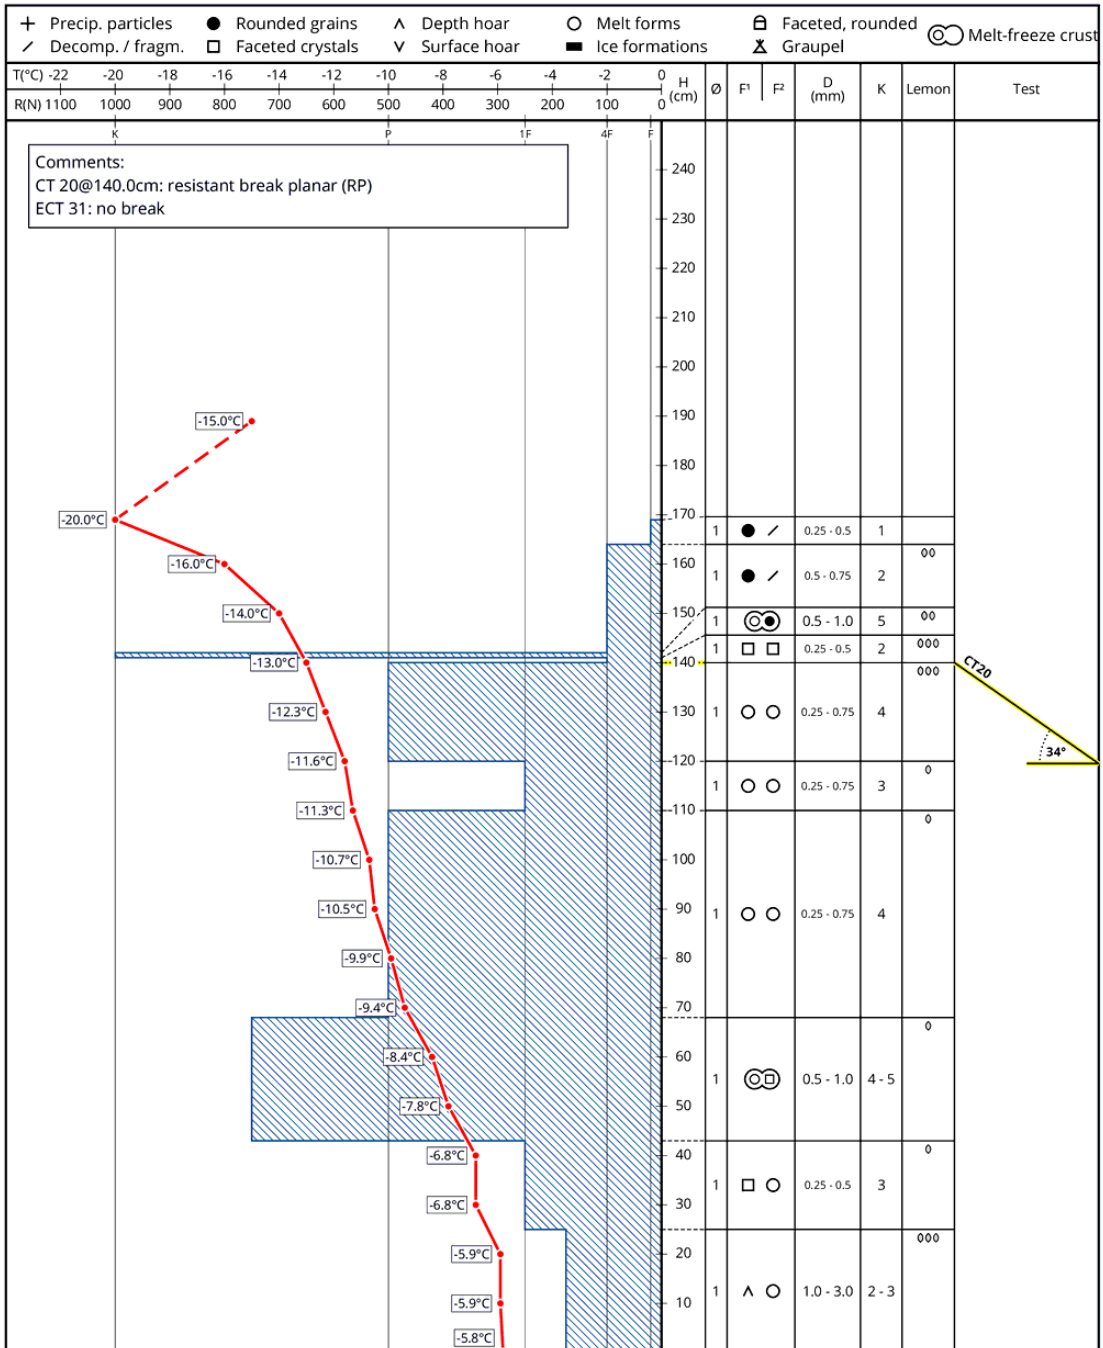 Precip. particles Rounded grains Depth hoar Melt forms Faceted, rounded Melt-freeze crust
Decomp. / fragm. Faceted crystals Surface hoar Ice formations Graupel
T(°C) -22 -20 -18 -16 -14 -12 -10 -8 -6 -4 -2 0
R(N) 1100 1000 900 800 700 600 500 400 300 200 100 0
H (cm) Ø F¹ F² D (mm) K Lemon Test
K P 1F 4F F
Comments:
CT 20@140.0cm: resistant break planar (RP)
ECT 31: no break
240
230
220
210
200
190
-15.0°C
180
170
-20.0°C
1 0.25 - 0.5 1
160
-16.0°C
1 0.5 - 0.75 2
150
-14.0°C
1 0.5 - 1.0 5
1 0.25 - 0.5 2
140
-13.0°C
CT20
130
-12.3°C
1 0.25 - 0.75 4
34°
120
-11.6°C
1 0.25 - 0.75 3
110
-11.3°C
100
-10.7°C
90
-10.5°C
1 0.25 - 0.75 4
80
-9.9°C
70
-9.4°C
60
-8.4°C
1 0.5 - 1.0 4 - 5
50
-7.8°C
40
-6.8°C
1 0.25 - 0.5 3
30
-6.8°C
20
-5.9°C
1 1.0 - 3.0 2 - 3
10
-5.9°C
-5.8°C